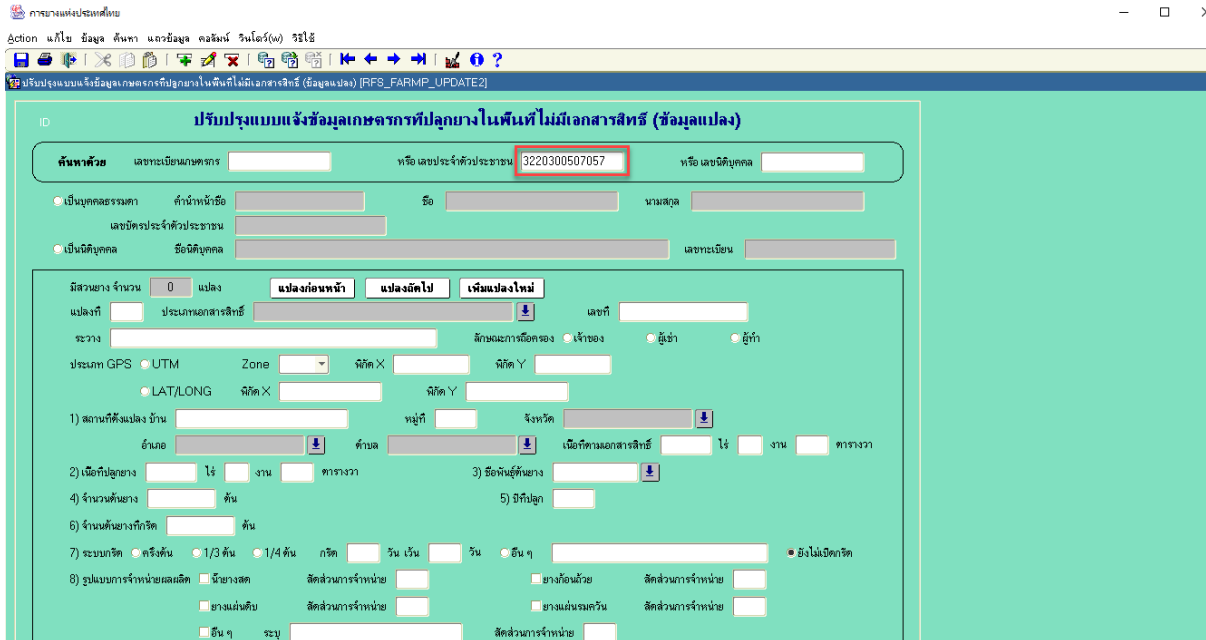 การยางแห่งประเทศไทย
Action แก้ไข ข้อมูล ค้นหา แถวข้อมูล คอลัมน์ วินโดว์(w) วิธีใช้
ปรับปรุงแบบแจ้งข้อมูลเกษตรกรที่ปลูกยางในพื้นที่ไม่มีเอกสารสิทธิ์ (ข้อมูลแปลง) [RFS_FARMP_UPDATE2]
ID ปรับปรุงแบบแจ้งข้อมูลเกษตรกรที่ปลูกยางในพื้นที่ไม่มีเอกสารสิทธิ์ (ข้อมูลแปลง)
ค้นหาด้วย เลขทะเบียนเกษตรกร หรือ เลขประจำตัวประชาชน 3220300507057 หรือ เลขนิติบุคคล
เป็นบุคคลธรรมดา คำนำหน้าชื่อ ชื่อ นามสกุล
เลขบัตรประจำตัวประชาชน
เป็นนิติบุคคล ชื่อนิติบุคคล เลขทะเบียน
มีสวนยาง จำนวน 0 แปลง แปลงก่อนหน้า แปลงถัดไป เพิ่มแปลงใหม่
แปลงที่ ประเภทเอกสารสิทธิ์ เลขที่
ระวาง ลักษณะการถือครอง เจ้าของ ผู้เช่า ผู้ทำ
ประเภท GPS UTM Zone พิกัด X พิกัด Y
LAT/LONG พิกัด X พิกัด Y
1) สถานที่ตั้งแปลง บ้าน หมู่ที่ จังหวัด
อำเภอ ตำบล เนื้อที่ตามเอกสารสิทธิ์ ไร่ งาน ตารางวา
2) เนื้อที่ปลูกยาง ไร่ งาน ตารางวา 3) ชื่อพันธุ์ต้นยาง
4) จำนวนต้นยาง ต้น 5) ปีที่ปลูก
6) จำนนต้นยางที่กรีด ต้น
7) ระบบกรีด ครึ่งต้น 1/3 ต้น 1/4 ต้น กรีด วัน เว้น วัน อื่น ๆ ยังไม่เปิดกรีด
8) รูปแบบการจำหน่ายผลผลิต น้ำยางสด สัดส่วนการจำหน่าย ยางก้อนถ้วย สัดส่วนการจำหน่าย
ยางแผ่นดิบ สัดส่วนการจำหน่าย ยางแผ่นรมควัน สัดส่วนการจำหน่าย
อื่น ๆ ระบุ สัดส่วนการจำหน่าย